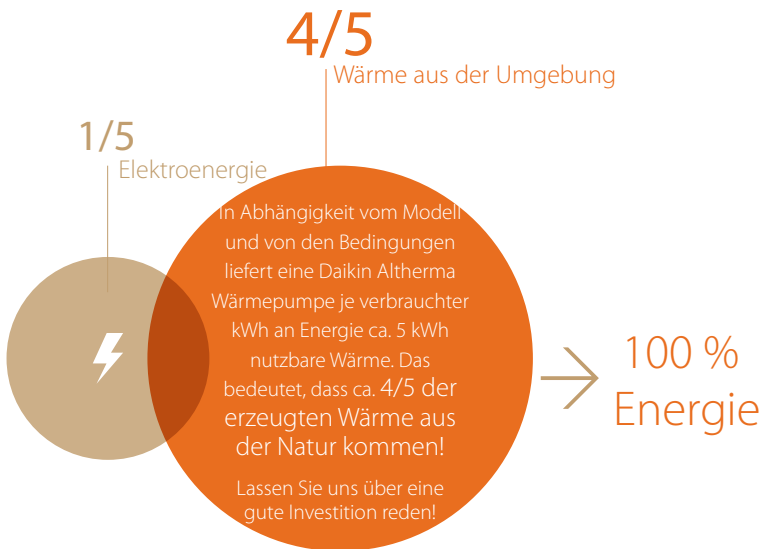 4/5
Wärme aus der Umgebung
1/5
Elektroenergie
In Abhängigkeit vom Modell
und von den Bedingungen
liefert eine Daikin Altherma
Wärmepumpe je verbrauchter
kWh an Energie ca. 5 kWh
nutzbare Wärme. Das
bedeutet, dass ca. 4/5 der
erzeugten Wärme aus
der Natur kommen!
Lassen Sie uns über eine
gute Investition reden!
100 %
Energie